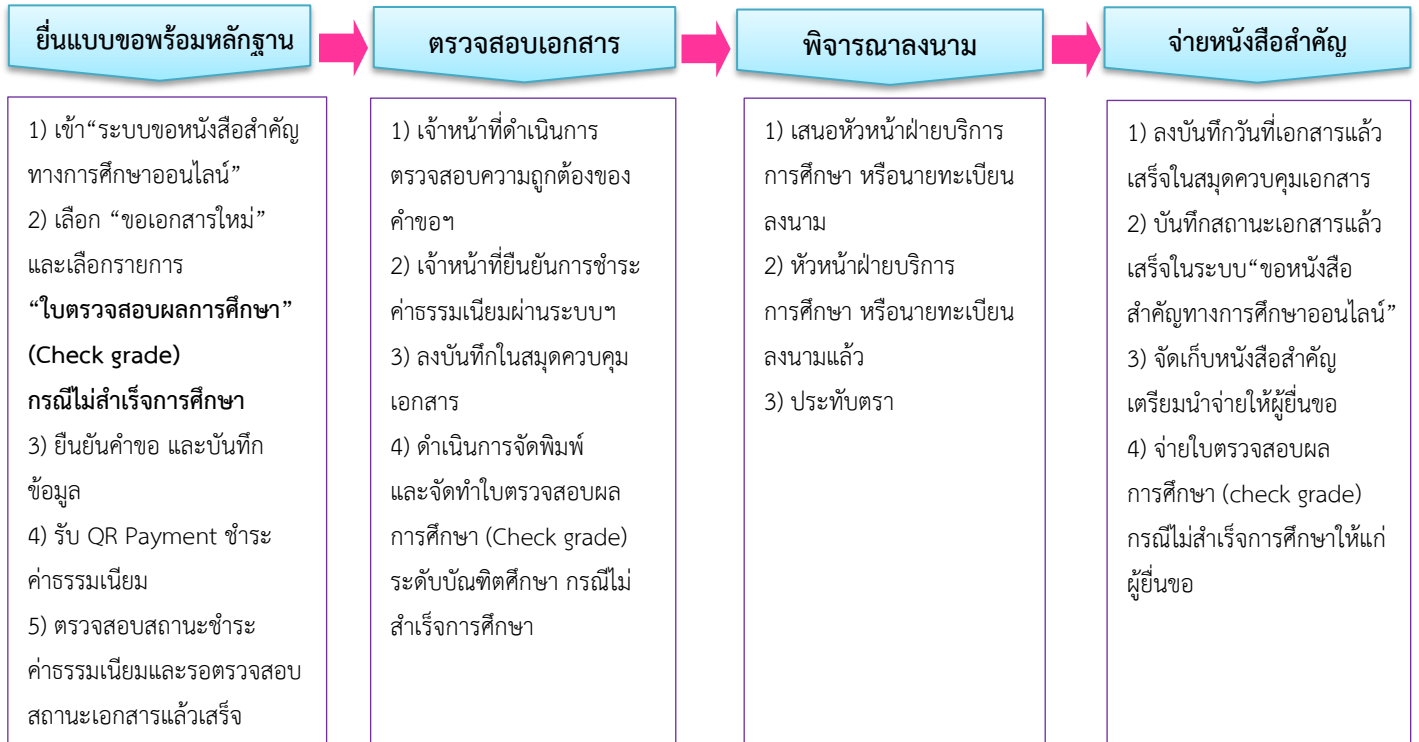 ยื่นแบบขอพร้อมหลักฐาน
1) เข้า“ระบบขอหนังสือสำคัญ
ทางการศึกษาออนไลน์”
2) เลือก “ขอเอกสารใหม่”
และเลือกรายการ
“ใบตรวจสอบผลการศึกษา”
(Check grade)
กรณีไม่สำเร็จการศึกษา
3) ยืนยันคำขอ และบันทึก
ข้อมูล
4) รับ QR Payment ชำระ
ค่าธรรมเนียม
5) ตรวจสอบสถานะชำระ
ค่าธรรมเนียมและรอตรวจสอบ
สถานะเอกสารแล้วเสร็จ
ตรวจสอบเอกสาร
1) เจ้าหน้าที่ดำเนินการ
ตรวจสอบความถูกต้องของ
คำขอฯ
2) เจ้าหน้าที่ยืนยันการชำระ
ค่าธรรมเนียมผ่านระบบฯ
3) ลงบันทึกในสมุดควบคุม
เอกสาร
4) ดำเนินการจัดพิมพ์
และจัดทำใบตรวจสอบผล
การศึกษา (Check grade)
ระดับบัณฑิตศึกษา กรณีไม่
สำเร็จการศึกษา
พิจารณาลงนาม
1) เสนอหัวหน้าฝ่ายบริการ
การศึกษา หรือนายทะเบียน
ลงนาม
2) หัวหน้าฝ่ายบริการ
การศึกษา หรือนายทะเบียน
ลงนามแล้ว
3) ประทับตรา
จ่ายหนังสือสำคัญ
1) ลงบันทึกวันที่เอกสารแล้ว
เสร็จในสมุดควบคุมเอกสาร
2) บันทึกสถานะเอกสารแล้ว
เสร็จในระบบ“ขอหนังสือ
สำคัญทางการศึกษาออนไลน์”
3) จัดเก็บหนังสือสำคัญ
เตรียมนำจ่ายให้ผู้ยื่นขอ
4) จ่ายใบตรวจสอบผล
การศึกษา (check grade)
กรณีไม่สำเร็จการศึกษาให้แก่
ผู้ยื่นขอ